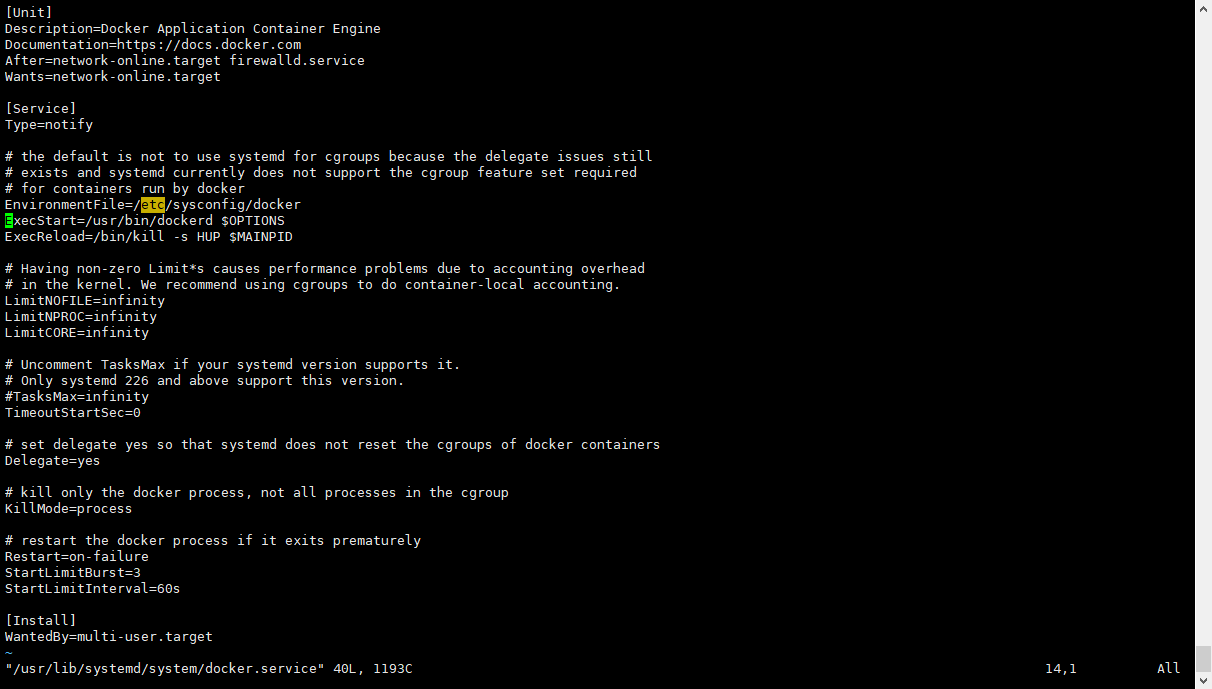 [Unit]
Description=Docker Application Container Engine
Documentation=https://docs.docker.com
After=network-online.target firewalld.service
Wants=network-online.target
[Service]
Type=notify
# the default is not to use systemd for cgroups because the delegate issues still
# exists and systemd currently does not support the cgroup feature set required
# for containers run by docker
EnvironmentFile=/etc/sysconfig/docker
ExecStart=/usr/bin/dockerd $OPTIONS
ExecReload=/bin/kill -s HUP $MAINPID
# Having non-zero Limit*s causes performance problems due to accounting overhead
# in the kernel. We recommend using cgroups to do container-local accounting.
LimitNOFILE=infinity
LimitNPROC=infinity
LimitCORE=infinity
# Uncomment TasksMax if your systemd version supports it.
# Only systemd 226 and above support this version.
#TasksMax=infinity
TimeoutStartSec=0
# set delegate yes so that systemd does not reset the cgroups of docker containers
Delegate=yes
# kill only the docker process, not all processes in the cgroup
KillMode=process
# restart the docker process if it exits prematurely
Restart=on-failure
StartLimitBurst=3
StartLimitInterval=60s
[Install]
WantedBy=multi-user.target
~
"/usr/lib/systemd/system/docker.service" 40L, 1193C 14,1 All